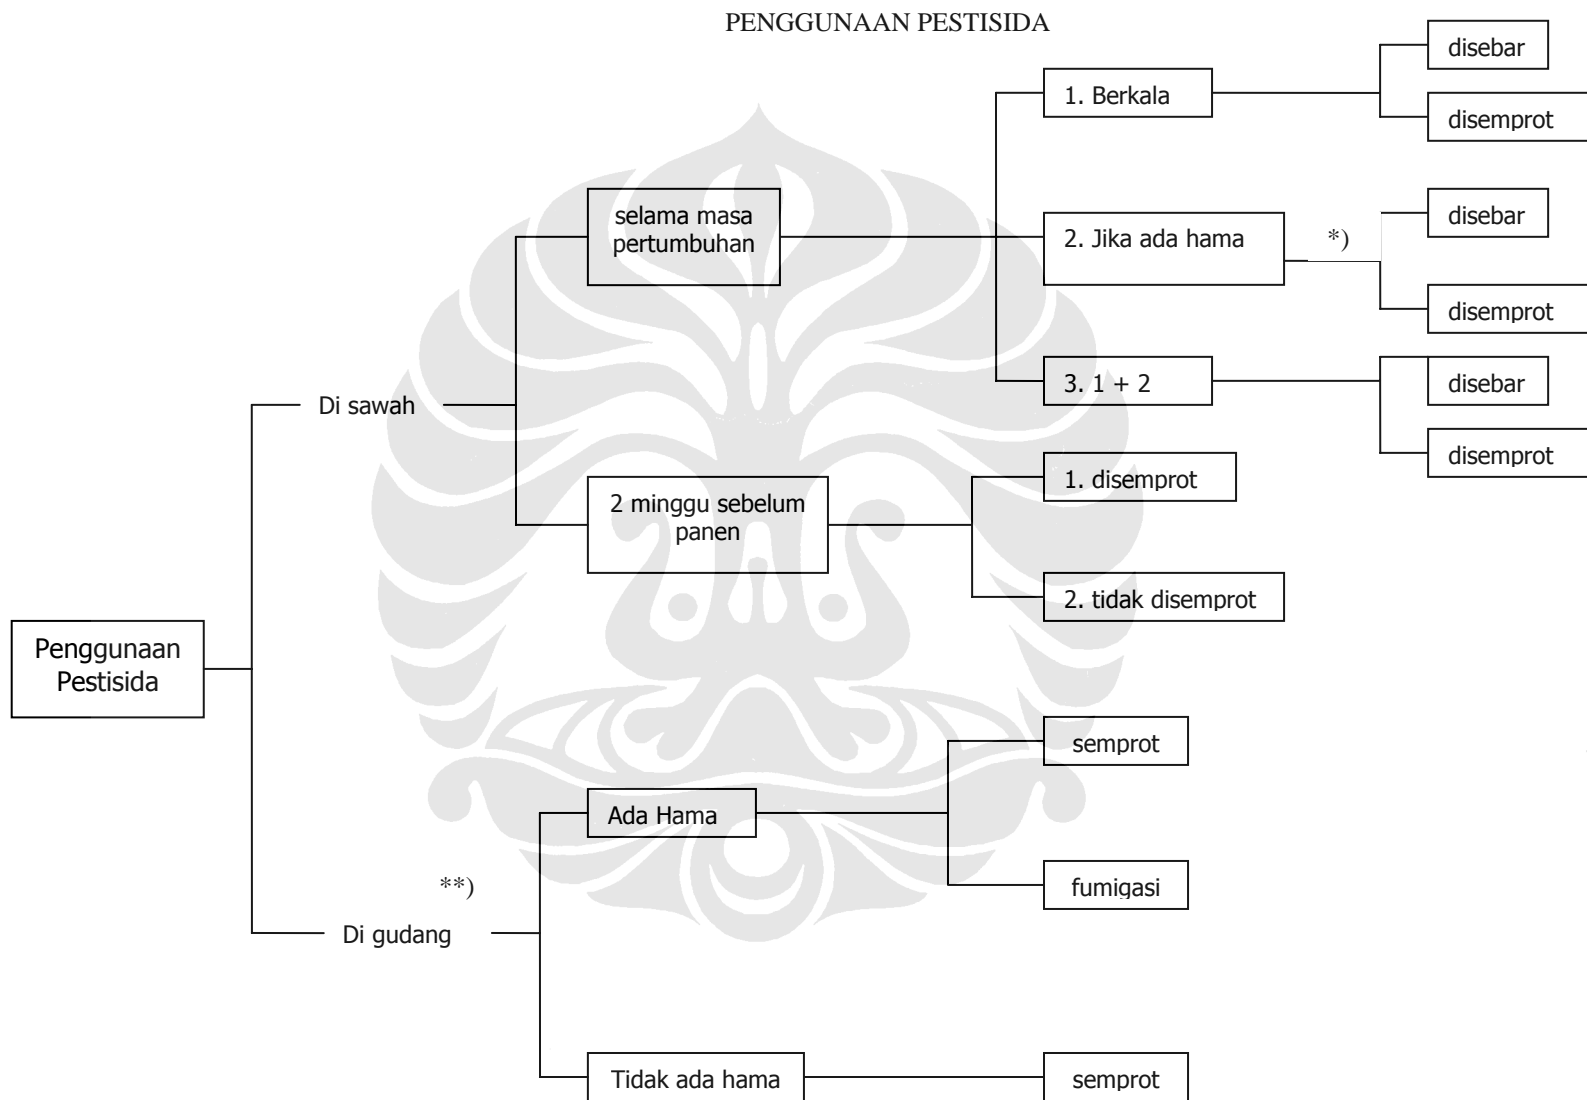 PENGGUNAAN PESTISIDA
disebar
1. Berkala
disemprot
selama masa
pertumbuhan
2. Jika ada hama
*)
disebar
disemprot
3. 1 + 2
disebar
disemprot
Di sawah
2 minggu sebelum
panen
1. disemprot
2. tidak disemprot
Penggunaan
Pestisida
semprot
Ada Hama
fumigasi
**)
Di gudang
Tidak ada hama
semprot